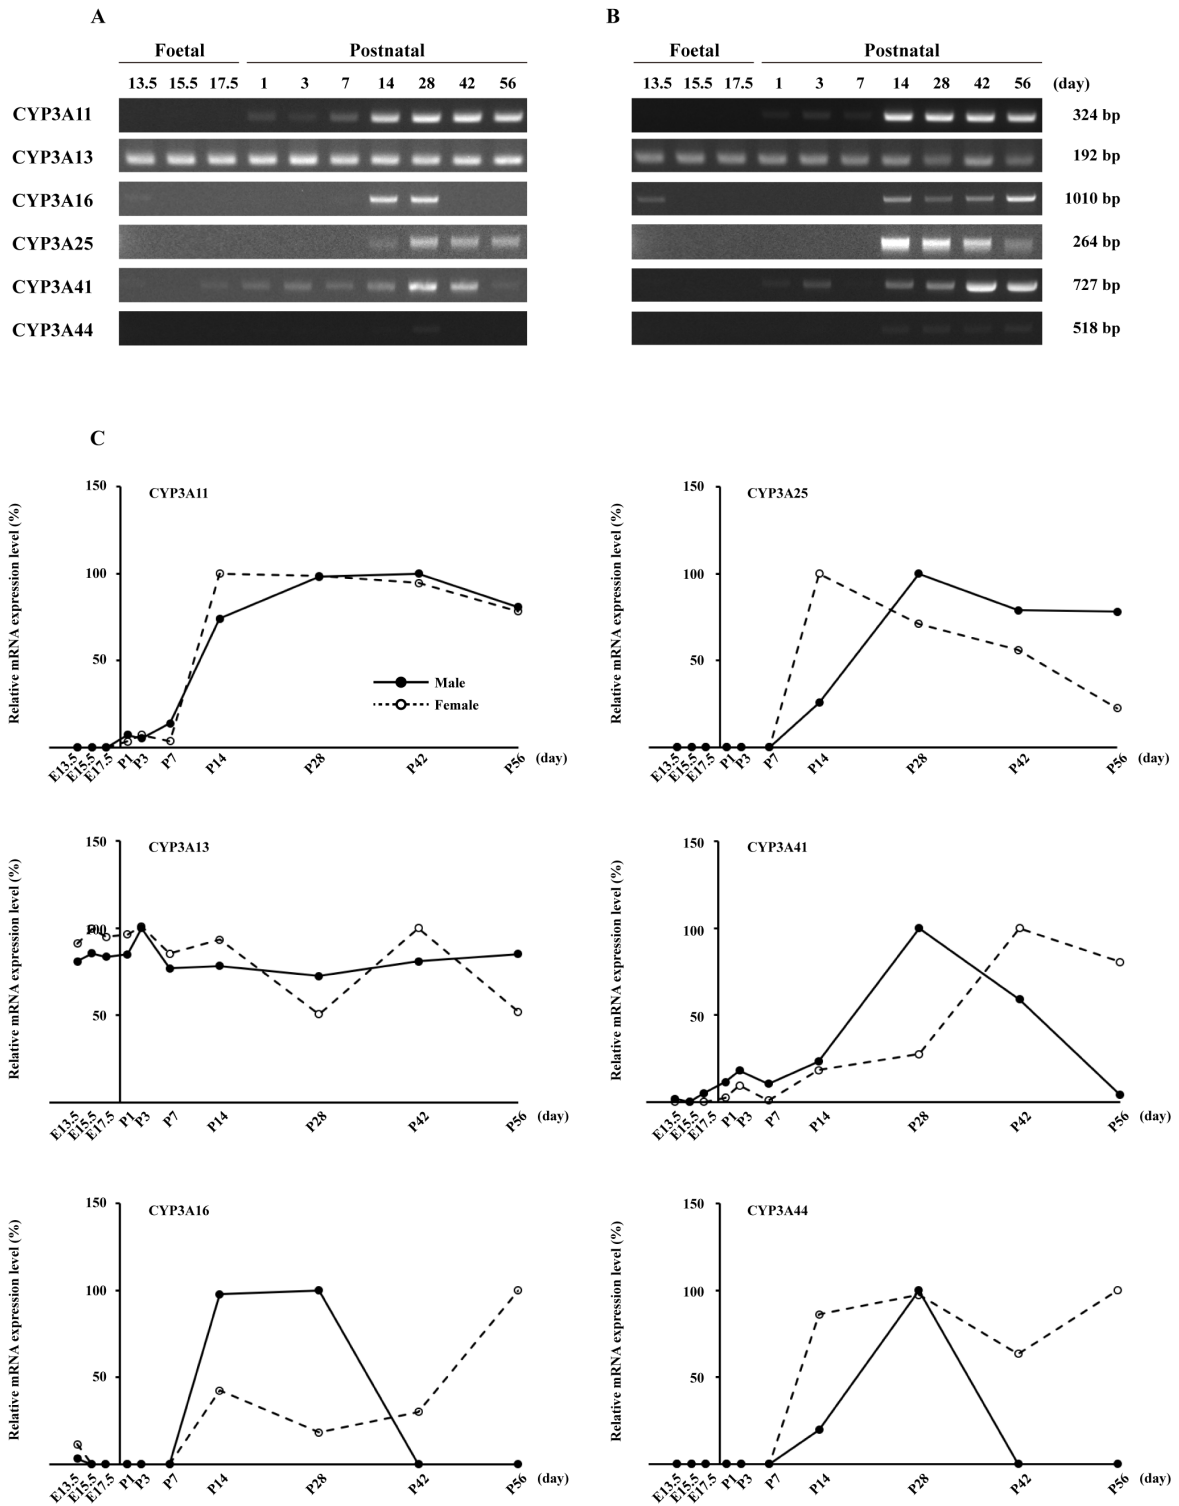 A
B
Foetal Postnatal Foetal Postnatal
13.5 15.5 17.5 1 3 7 14 28 42 56 13.5 15.5 17.5 1 3 7 14 28 42 56 (day)
CYP3A11 324 bp
CYP3A13 192 bp
CYP3A16 1010 bp
CYP3A25 264 bp
CYP3A41 727 bp
CYP3A44 518 bp
C
Relative mRNA expression level (%)
150
100
50
CYP3A11
Male
Female
E13.5 E15.5 E17.5 P1 P3 P7 P14 P28 P42 P56 (day)
Relative mRNA expression level (%)
150
100
50
CYP3A25
E13.5 E15.5 E17.5 P1 P3 P7 P14 P28 P42 P56 (day)
Relative mRNA expression level (%)
150
100
50
CYP3A13
E13.5 E15.5 E17.5 P1 P3 P7 P14 P28 P42 P56 (day)
Relative mRNA expression level (%)
150
100
50
CYP3A41
E13.5 E15.5 E17.5 P1 P3 P7 P14 P28 P42 P56 (day)
Relative mRNA expression level (%)
150
100
50
CYP3A16
E13.5 E15.5 E17.5 P1 P3 P7 P14 P28 P42 P56 (day)
Relative mRNA expression level (%)
150
100
50
CYP3A44
E13.5 E15.5 E17.5 P1 P3 P7 P14 P28 P42 P56 (day)